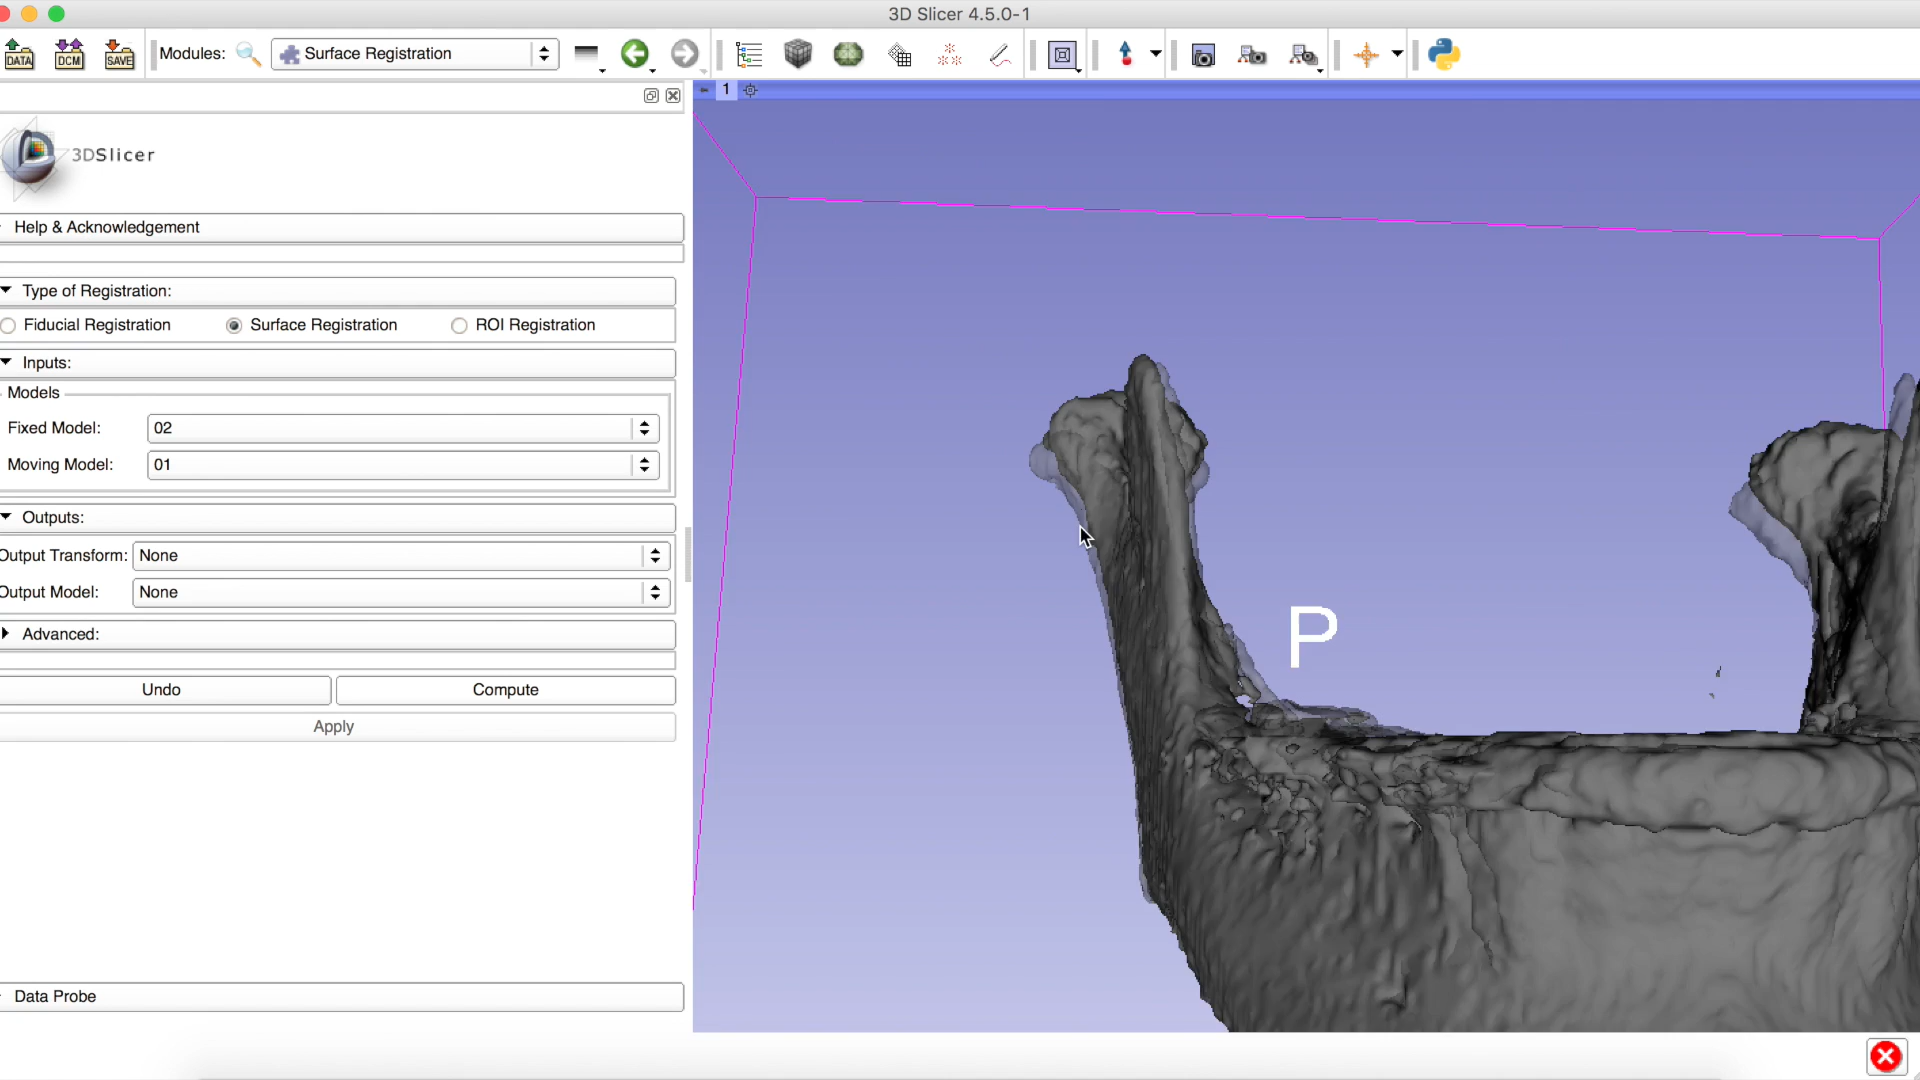 3D Slicer 4.5.0-1
DATA DCM SAVE Modules: Surface Registration
1
3DSlicer
Help & Acknowledgement
Type of Registration:
Fiducial Registration Surface Registration ROI Registration
Inputs:
Models
Fixed Model: 02
Moving Model: 01
Outputs:
Output Transform: None
Output Model: None
Advanced:
Undo Compute
Apply
Data Probe
P